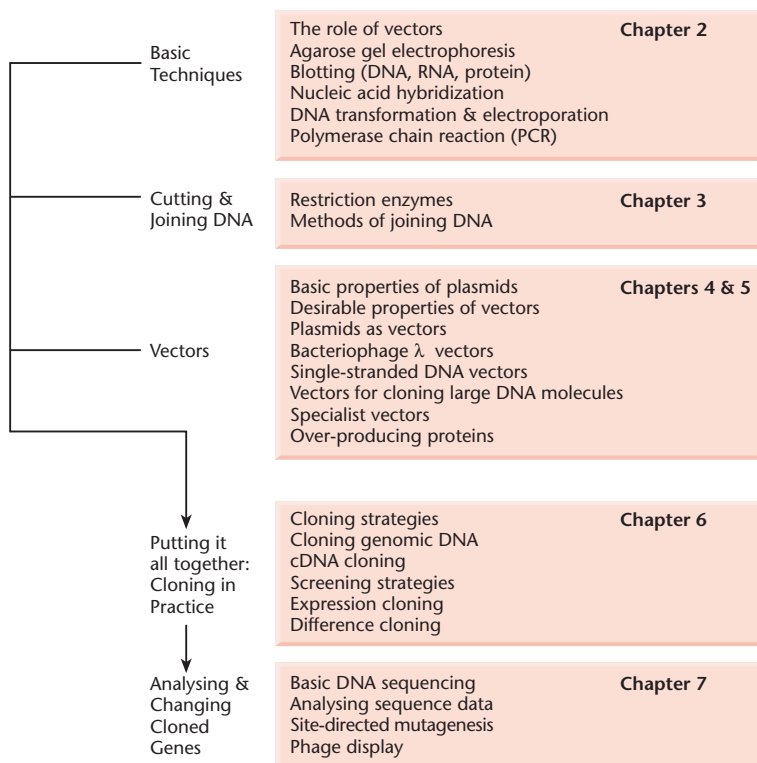 Basic
Techniques
The role of vectors Chapter 2
Agarose gel electrophoresis
Blotting (DNA, RNA, protein)
Nucleic acid hybridization
DNA transformation & electroporation
Polymerase chain reaction (PCR)
Cutting &
Joining DNA
Restriction enzymes Chapter 3
Methods of joining DNA
Vectors
Basic properties of plasmids Chapters 4 & 5
Desirable properties of vectors
Plasmids as vectors
Bacteriophage λ vectors
Single-stranded DNA vectors
Vectors for cloning large DNA molecules
Specialist vectors
Over-producing proteins
Putting it
all together:
Cloning in
Practice
Cloning strategies Chapter 6
Cloning genomic DNA
cDNA cloning
Screening strategies
Expression cloning
Difference cloning
Analysing &
Changing
Cloned
Genes
Basic DNA sequencing Chapter 7
Analysing sequence data
Site-directed mutagenesis
Phage display